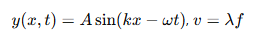 y(x, t) = A sin(kx − ωt), v = λf